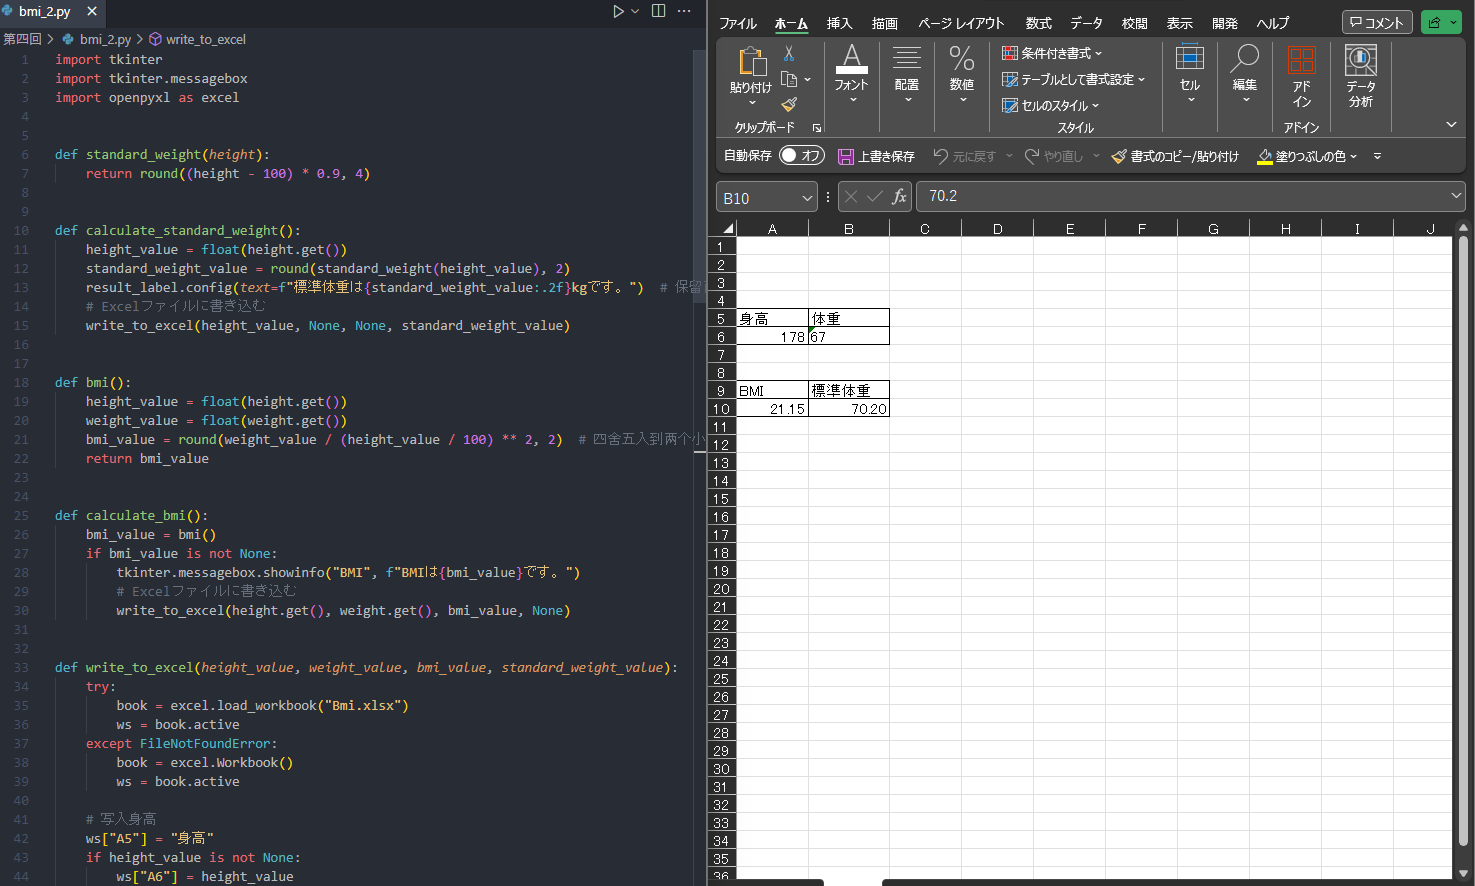 bmi_2.py
第四回 > bmi_2.py > write_to_excel
1 import tkinter
2 import tkinter.messagebox
3 import openpyxl as excel
4
5
6 def standard_weight(height):
7 return round((height - 100) * 0.9, 4)
8
9
10 def calculate_standard_weight():
11 height_value = float(height.get())
12 standard_weight_value = round(standard_weight(height_value), 2)
13 result_label.config(text=f"標準体重は{standard_weight_value:.2f}kgです。") # 保留
14 # Excelファイルに書き込む
15 write_to_excel(height_value, None, None, standard_weight_value)
16
17
18 def bmi():
19 height_value = float(height.get())
20 weight_value = float(weight.get())
21 bmi_value = round(weight_value / (height_value / 100) ** 2, 2) # 四舍五入到两个小
22 return bmi_value
23
24
25 def calculate_bmi():
26 bmi_value = bmi()
27 if bmi_value is not None:
28 tkinter.messagebox.showinfo("BMI", f"BMIは{bmi_value}です。")
29 # Excelファイルに書き込む
30 write_to_excel(height.get(), weight.get(), bmi_value, None)
31
32
33 def write_to_excel(height_value, weight_value, bmi_value, standard_weight_value):
34 try:
35 book = excel.load_workbook("Bmi.xlsx")
36 ws = book.active
37 except FileNotFoundError:
38 book = excel.Workbook()
39 ws = book.active
40
41 # 写入身高
42 ws["A5"] = "身高"
43 if height_value is not None:
44 ws["A6"] = height_value
ファイル ホーム 挿入 描画 ページ レイアウト 数式 データ 校閲 表示 開発 ヘルプ コメント
貼り付け
クリップボード
フォント
配置
数値
条件付き書式
テーブルとして書式設定
セルのスタイル
スタイル
セル
編集
アド
イン
アドイン
データ
分析
自動保存 オフ 上書き保存 元に戻す やり直し 書式のコピー/貼り付け 塗りつぶしの色
B10 fx 70.2
A B C D E F G H I J
1
2
3
4
5 身高 体重
6 178 67
7
8
9 BMI 標準体重
10 21.15 70.20
11
12
13
14
15
16
17
18
19
20
21
22
23
24
25
26
27
28
29
30
31
32
33
34
35
36